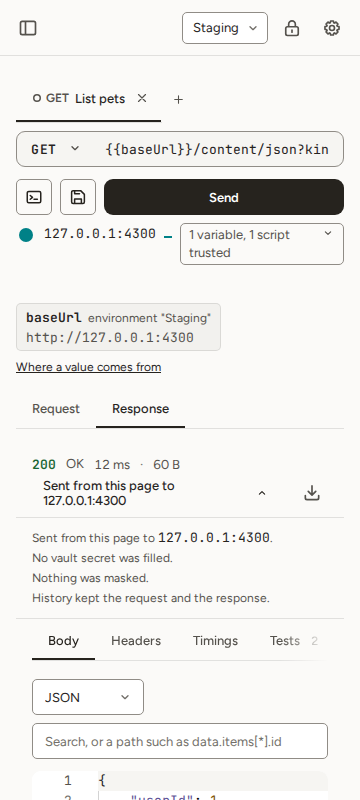 Staging
GET List pets
GET {{baseUrl}}/content/json?kin
Send
127.0.0.1:4300
1 variable, 1 script
trusted
baseUrl environment "Staging"
http://127.0.0.1:4300
Where a value comes from
Request Response
200 OK 12 ms · 60 B
Sent from this page to
127.0.0.1:4300
Sent from this page to 127.0.0.1:4300.
No vault secret was filled.
Nothing was masked.
History kept the request and the response.
Body Headers Timings Tests 2
JSON
Search, or a path such as data.items[*].id
1 {
2 "userId": 1